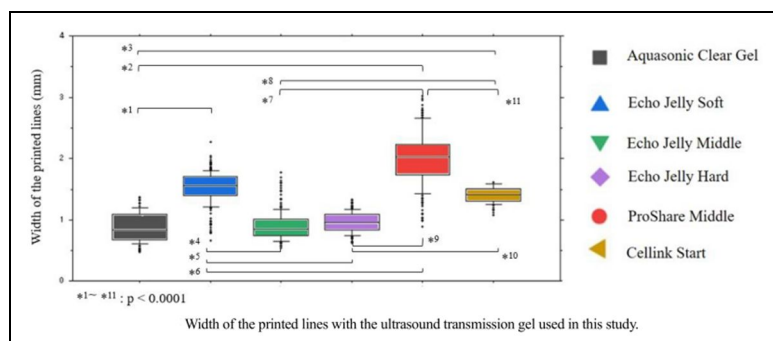 4
3
2
1
0
Width of the printed lines (mm)
*3
*2
*8
*7
*1
*11
*4
*5
*6
*9
*10
Aquasonic Clear Gel
Echo Jelly Soft
Echo Jelly Middle
Echo Jelly Hard
ProShare Middle
Cellink Start
*1~ *11 : p < 0.0001
Width of the printed lines with the ultrasound transmission gel used in this study.